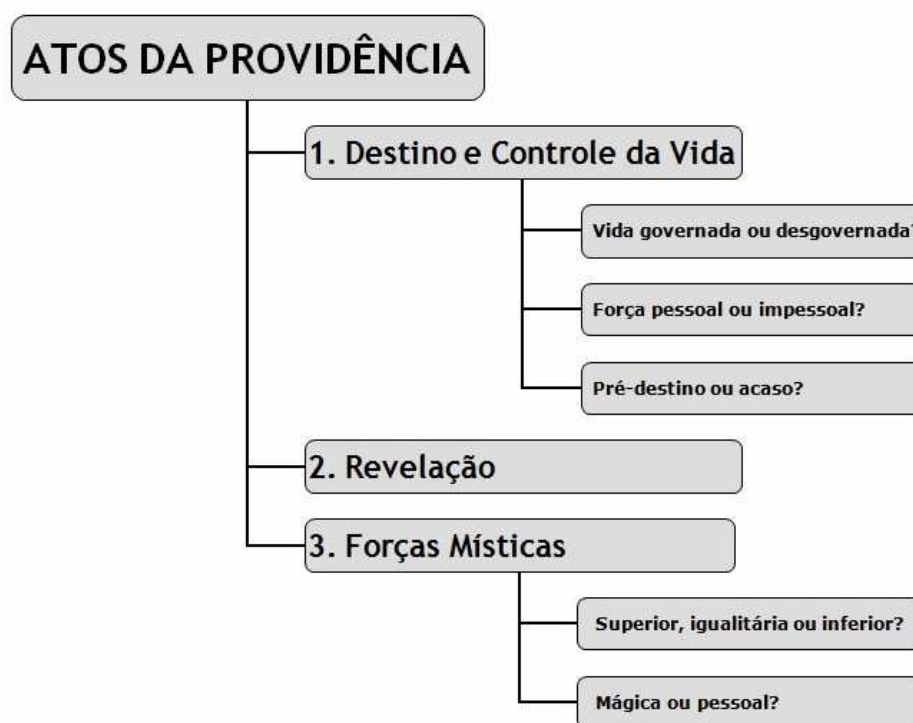 ATOS DA PROVIDÊNCIA
1. Destino e Controle da Vida
Vida governada ou desgovernada?
Força pessoal ou impessoal?
Pré-destino ou acaso?
2. Revelação
3. Forças Místicas
Superior, igualitária ou inferior?
Mágica ou pessoal?